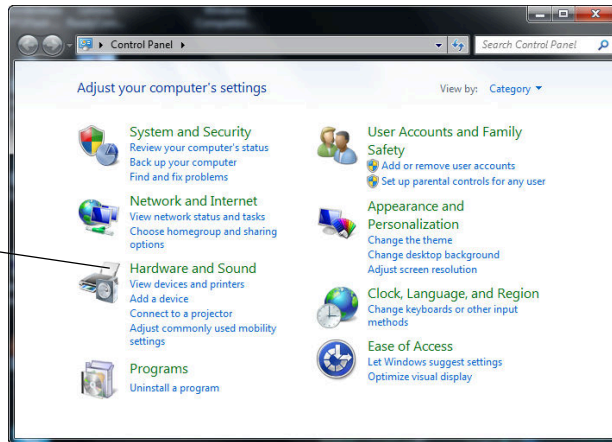 Control Panel
Search Control Panel
Adjust your computer's settings
View by: Category
System and Security
Review your computer's status
Back up your computer
Find and fix problems
Network and Internet
View network status and tasks
Choose homegroup and sharing
options
Hardware and Sound
View devices and printers
Add a device
Connect to a projector
Adjust commonly used mobility
settings
Programs
Uninstall a program
User Accounts and Family
Safety
Add or remove user accounts
Set up parental controls for any user
Appearance and
Personalization
Change the theme
Change desktop background
Adjust screen resolution
Clock, Language, and Region
Change keyboards or other input
methods
Ease of Access
Let Windows suggest settings
Optimize visual display